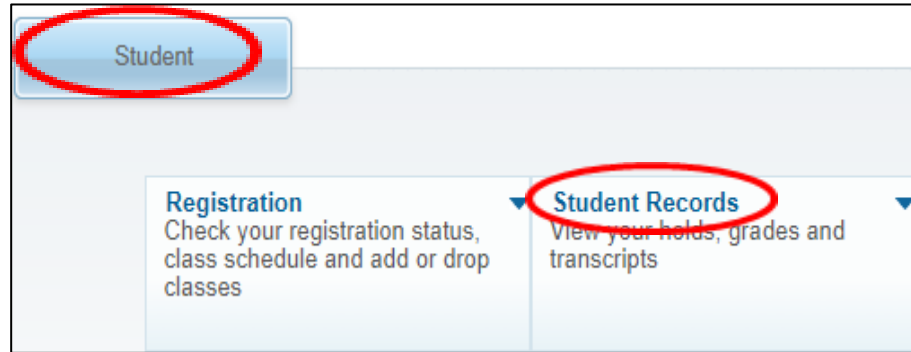 Student
Registration
Check your registration status,
class schedule and add or drop
classes
Student Records
View your holds, grades and
transcripts